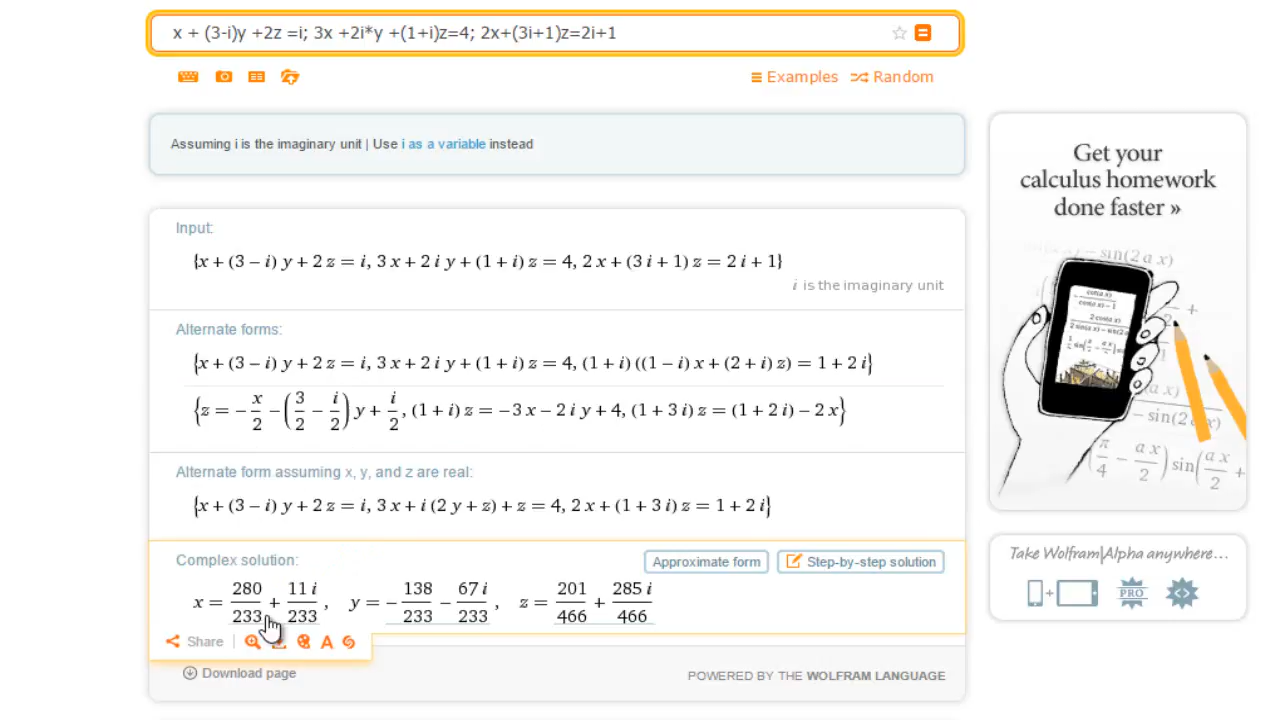 x + (3-i)y +2z =i; 3x +2i*y +(1+i)z=4; 2x+(3i+1)z=2i+1
Examples Random
Assuming i is the imaginary unit | Use i as a variable instead
Input:
{x + (3 − i) y + 2 z = i, 3 x + 2 i y + (1 + i) z = 4, 2 x + (3 i + 1) z = 2 i + 1}
i is the imaginary unit
Alternate forms:
{x + (3 − i) y + 2 z = i, 3 x + 2 i y + (1 + i) z = 4, (1 + i) ((1 − i) x + (2 + i) z) = 1 + 2 i}
{z = −x/2 − (3/2 − i/2) y + i/2, (1 + i) z = −3 x − 2 i y + 4, (1 + 3 i) z = (1 + 2 i) − 2 x}
Alternate form assuming x, y, and z are real:
{x + (3 − i) y + 2 z = i, 3 x + i (2 y + z) + z = 4, 2 x + (1 + 3 i) z = 1 + 2 i}
Complex solution:
Approximate form
Step-by-step solution
x = 280/233 + 11 i/233, y = −138/233 − 67 i/233, z = 201/466 + 285 i/466
Share
A
Download page
POWERED BY THE WOLFRAM LANGUAGE
Get your
calculus homework
done faster »
Take Wolfram|Alpha anywhere...
PRO